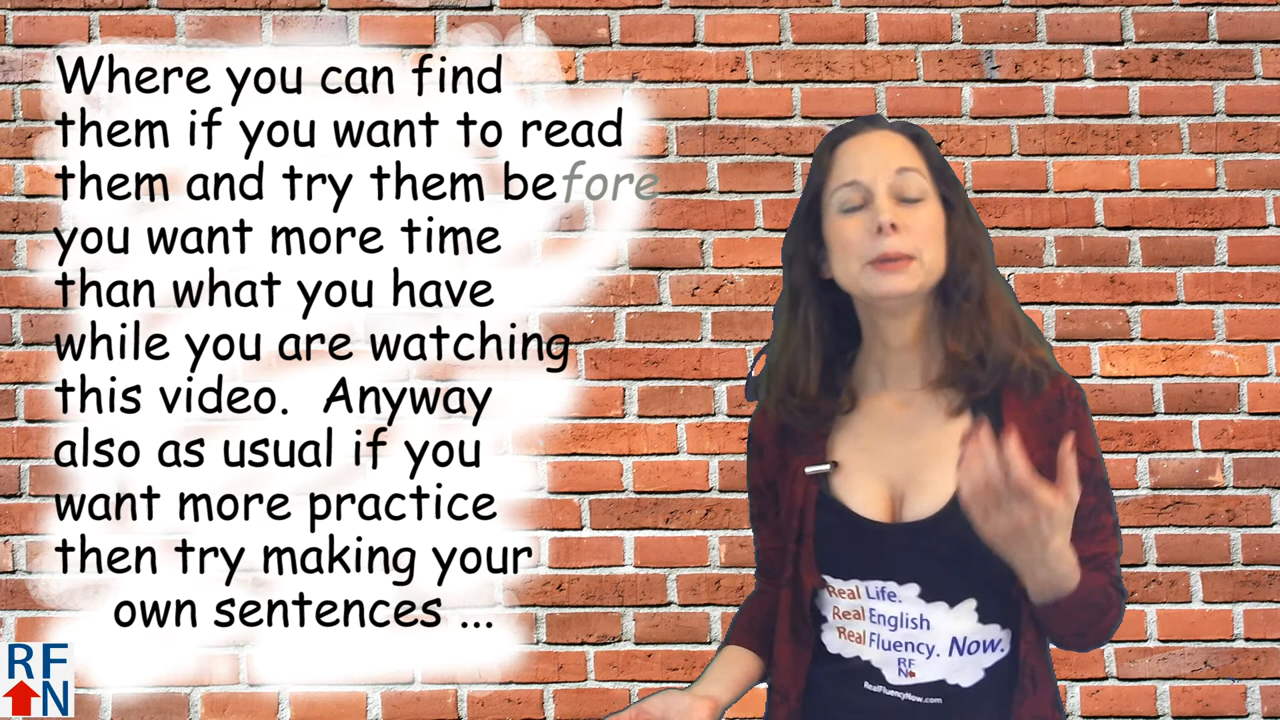 Where you can find
them if you want to read
them and try them before
you want more time
than what you have
while you are watching
this video. Anyway
also as usual if you
want more practice
then try making your
own sentences ...
RF
N
Real Life.
Real English
Real Fluency. Now.
RF
N
RealFluencyNow.com